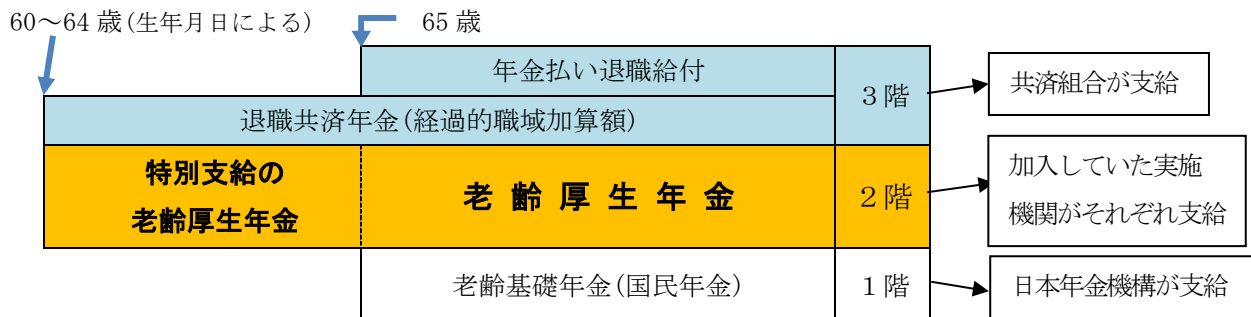 60～64 歳(生年月日による)
65 歳
年金払い退職給付
3階
共済組合が支給
退職共済年金(経過的職域加算額)
特別支給の
老齢厚生年金
老 齢 厚 生 年 金
2階
加入していた実施
機関がそれぞれ支給
老齢基礎年金(国民年金)
1階
日本年金機構が支給